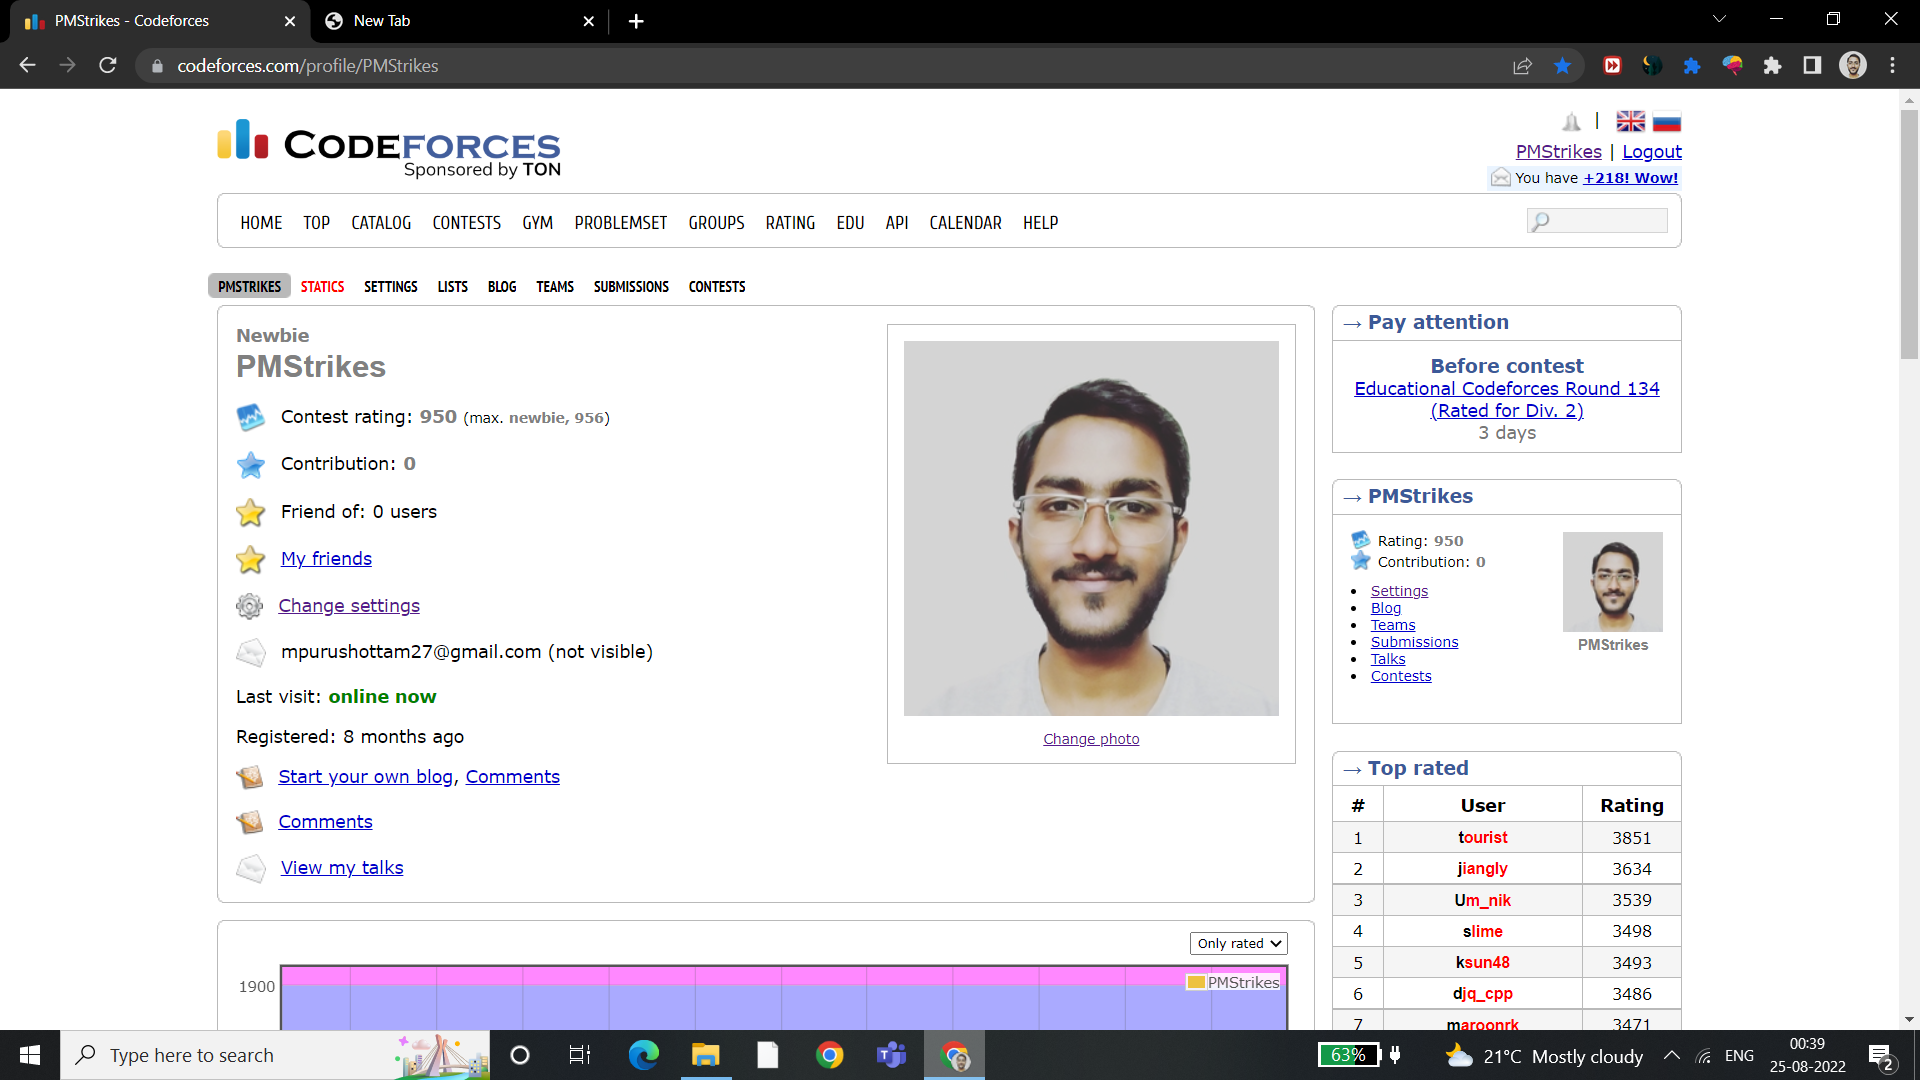 PMStrikes - Codeforces
New Tab
codeforces.com/profile/PMStrikes
CODEFORCES
Sponsored by TON
PMStrikes | Logout
You have +218! Wow!
HOME TOP CATALOG CONTESTS GYM PROBLEMSET GROUPS RATING EDU API CALENDAR HELP
PMSTRIKES STATICS SETTINGS LISTS BLOG TEAMS SUBMISSIONS CONTESTS
Newbie
PMStrikes
Contest rating: 950 (max. newbie, 956)
Contribution: 0
Friend of: 0 users
My friends
Change settings
mpurushottam27@gmail.com (not visible)
Last visit: online now
Registered: 8 months ago
Start your own blog, Comments
Comments
View my talks
Change photo
→ Pay attention
Before contest
Educational Codeforces Round 134
(Rated for Div. 2)
3 days
→ PMStrikes
Rating: 950
Contribution: 0
• Settings
• Blog
• Teams
• Submissions
• Talks
• Contests
PMStrikes
→ Top rated
# User Rating
1 tourist 3851
2 jiangly 3634
3 Um_nik 3539
4 slime 3498
5 ksun48 3493
6 djq_cpp 3486
7 maroonrk 3471
Only rated
1900
PMStrikes
Type here to search
63%
21°C Mostly cloudy
ENG
00:39
25-08-2022
2